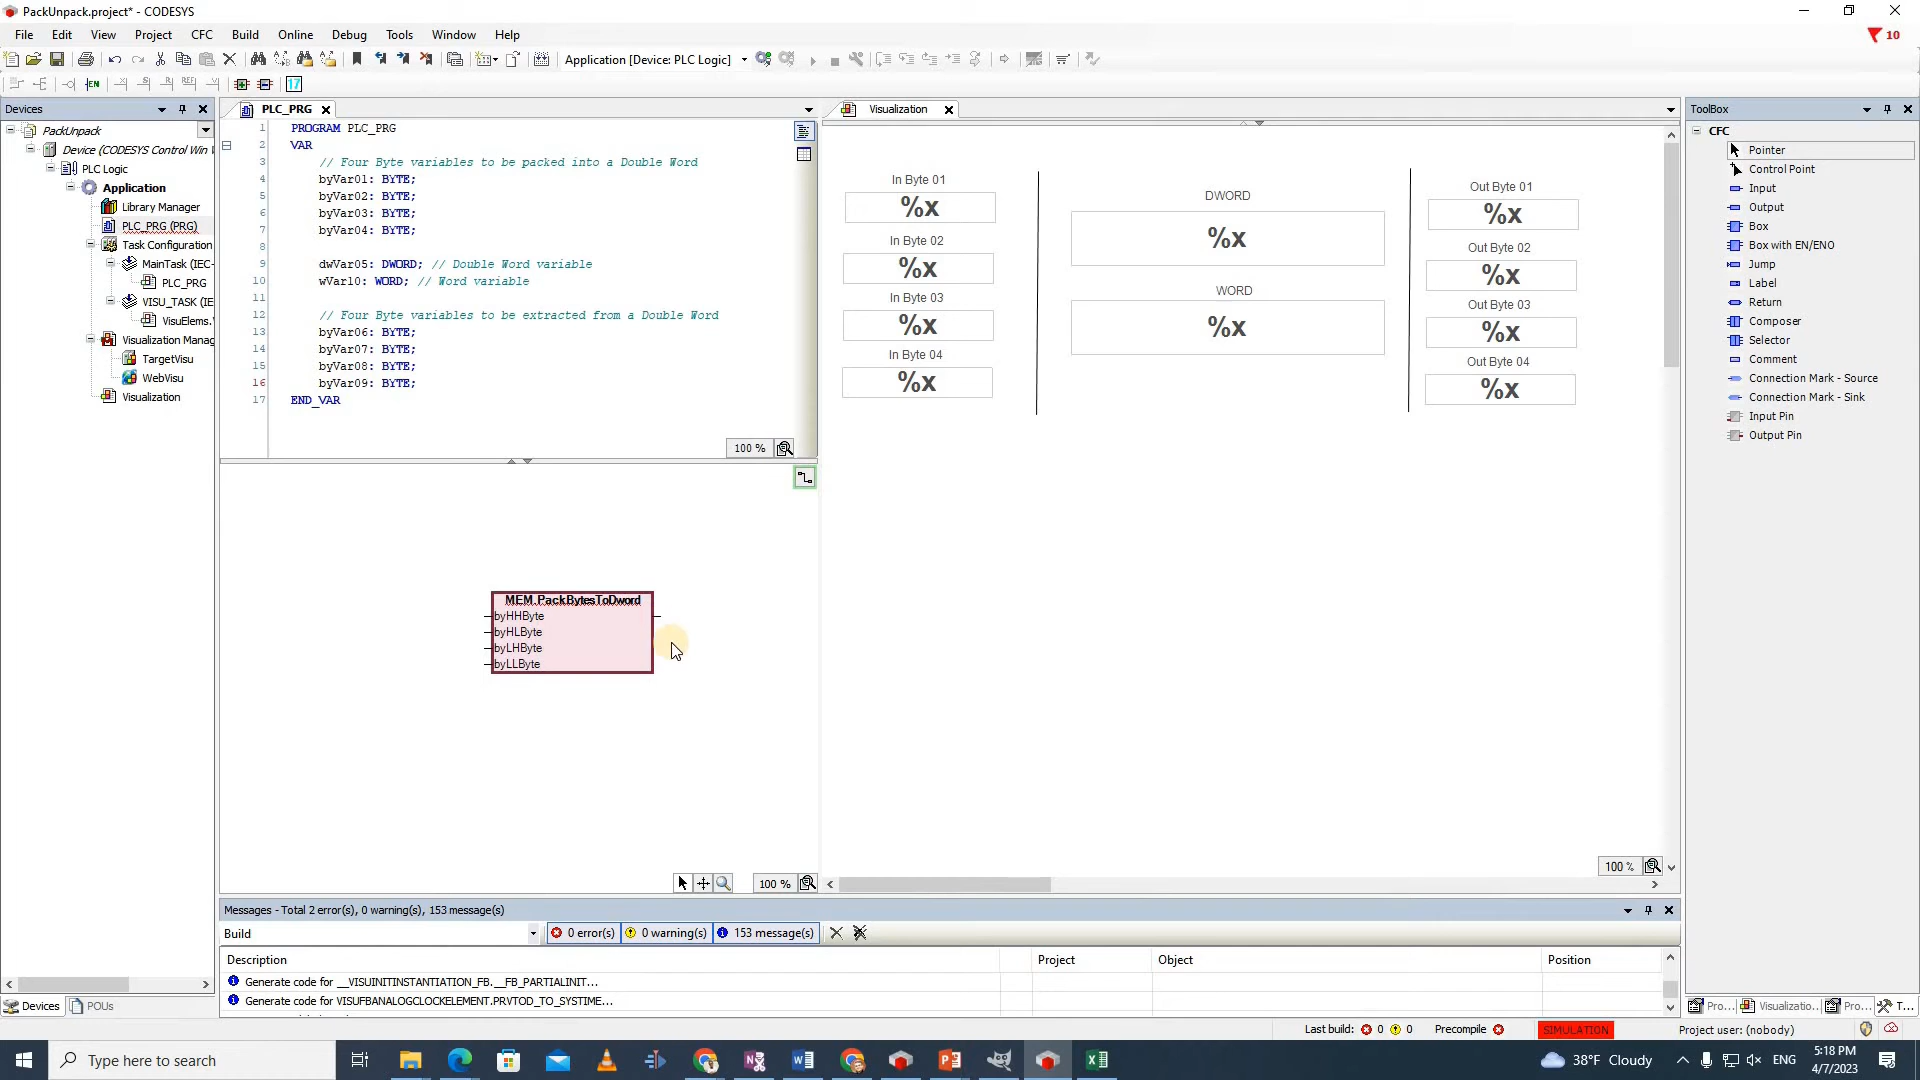 PackUnpack.project* - CODESYS
File Edit View Project CFC Build Online Debug Tools Window Help
10
Application [Device: PLC Logic]
17
Devices
PackUnpack
Device (CODESYS Control Win
PLC Logic
Application
Library Manager
PLC_PRG (PRG)
Task Configuration
MainTask (IEC-
PLC_PRG
VISU_TASK (IE
VisuElems.
Visualization Manag
TargetVisu
WebVisu
Visualization
Devices POUs
PLC_PRG
1 PROGRAM PLC_PRG
2 VAR
3 // Four Byte variables to be packed into a Double Word
4 byVar01: BYTE;
5 byVar02: BYTE;
6 byVar03: BYTE;
7 byVar04: BYTE;
8
9 dwVar05: DWORD; // Double Word variable
10 wVar10: WORD; // Word variable
11
12 // Four Byte variables to be extracted from a Double Word
13 byVar06: BYTE;
14 byVar07: BYTE;
15 byVar08: BYTE;
16 byVar09: BYTE;
17 END_VAR
100 %
MEM.PackBytesToDword
byHHByte
byHLByte
byLHByte
byLLByte
100 %
Visualization
In Byte 01
%x
In Byte 02
%x
In Byte 03
%x
In Byte 04
%x
DWORD
%x
WORD
%x
Out Byte 01
%x
Out Byte 02
%x
Out Byte 03
%x
Out Byte 04
%x
100 %
ToolBox
CFC
Pointer
Control Point
Input
Output
Box
Box with EN/ENO
Jump
Label
Return
Composer
Selector
Comment
Connection Mark - Source
Connection Mark - Sink
Input Pin
Output Pin
Pro... Visualizatio... Pro... T...
Messages - Total 2 error(s), 0 warning(s), 153 message(s)
Build 0 error(s) 0 warning(s) 153 message(s)
Description Project Object Position
Generate code for __VISUINITINSTANTIATION_FB.__FB_PARTIALINIT...
Generate code for VISUFBANALOGCLOCKELEMENT.PRVTOD_TO_SYSTIME...
Last build: 0 0 Precompile SIMULATION Project user: (nobody)
Type here to search
38°F Cloudy ENG 5:18 PM
4/7/2023